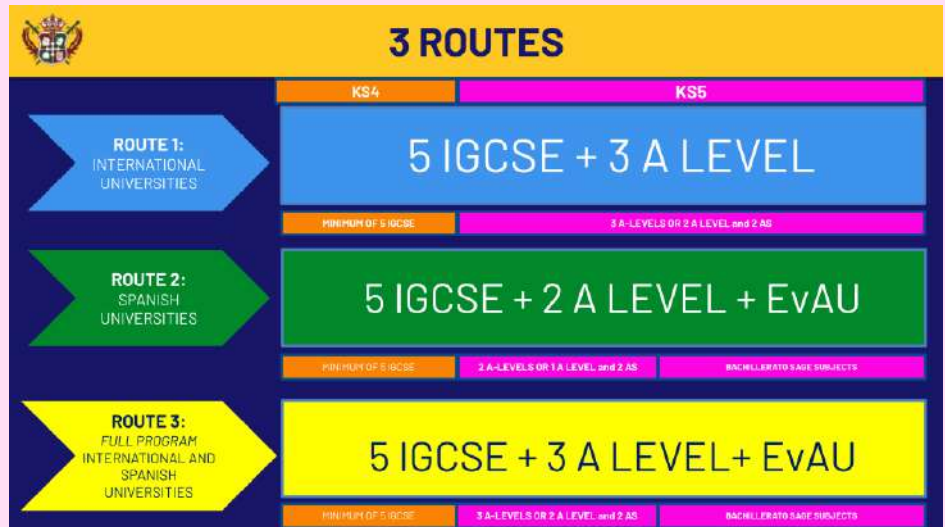 3 ROUTES
KS4
KS5
ROUTE 1:
INTERNATIONAL
UNIVERSITIES
5 IGCSE + 3 A LEVEL
MINIMUM OF 5 IGCSE
3 A-LEVELS OR 2 A LEVEL and 2 AS
ROUTE 2:
SPANISH
UNIVERSITIES
5 IGCSE + 2 A LEVEL + EvAU
MINIMUM OF 5 IGCSE
2 A-LEVELS OR 1 A LEVEL and 2 AS
BACHILLERATO SAGE SUBJECTS
ROUTE 3:
FULL PROGRAM
INTERNATIONAL AND
SPANISH
UNIVERSITIES
5 IGCSE + 3 A LEVEL+ EvAU
MINIMUM OF 5 IGCSE
3 A-LEVELS OR 2 A LEVEL and 2 AS
BACHILLERATO SAGE SUBJECTS